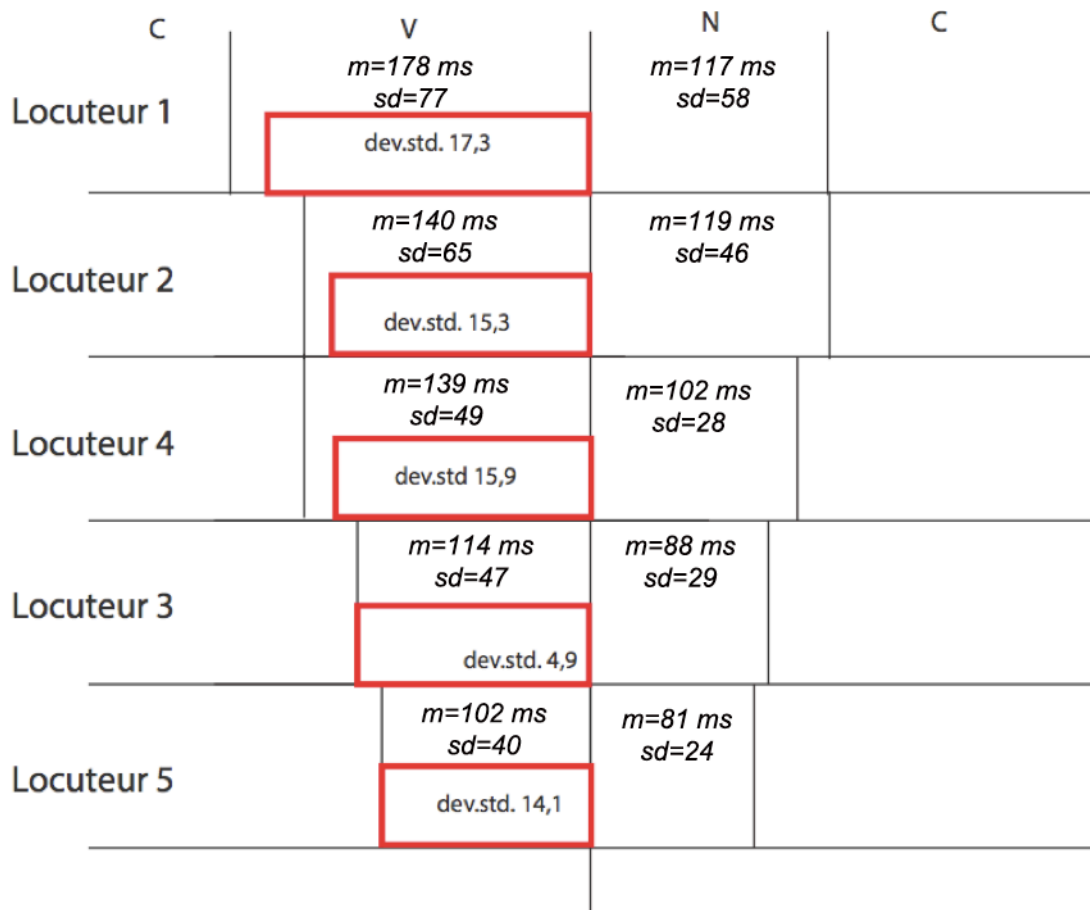 C V N C
m=178 ms m=117 ms
sd=77 sd=58
Locuteur 1
dev.std. 17,3
m=140 ms m=119 ms
sd=65 sd=46
Locuteur 2
dev.std. 15,3
m=139 ms m=102 ms
sd=49 sd=28
Locuteur 4
dev.std 15,9
m=114 ms m=88 ms
sd=47 sd=29
Locuteur 3
dev.std. 4,9
m=102 ms m=81 ms
sd=40 sd=24
Locuteur 5
dev.std. 14,1